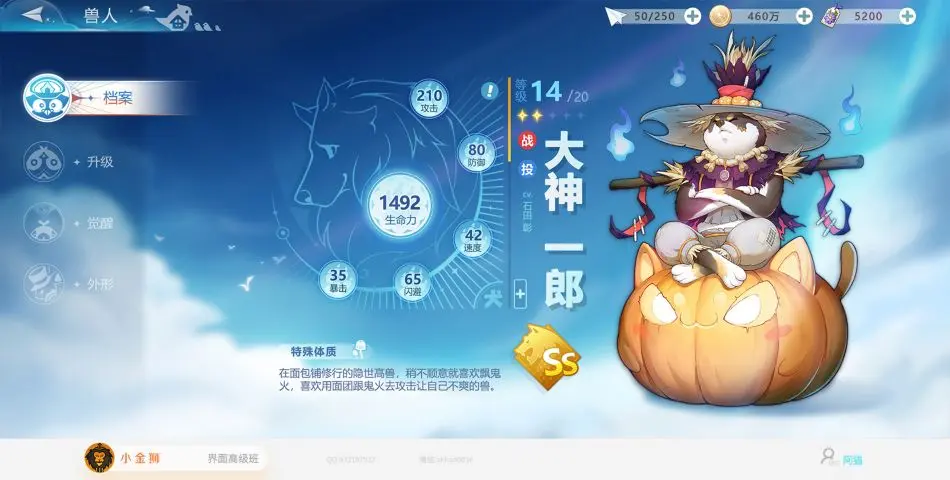 兽人
50/250
460万
5200
档案
升级
觉醒
外形
210
攻击
80
防御
1492
生命力
42
速度
65
闪避
35
暴击
犬
等级 14 /20
战
投
大神一郎
SS
特殊体质
在面包铺修行的隐世高兽，稍不顺意就喜欢飘鬼
火，喜欢用面团跟鬼火去攻击让自己不爽的兽。
小金狮
界面高级班
阿猫